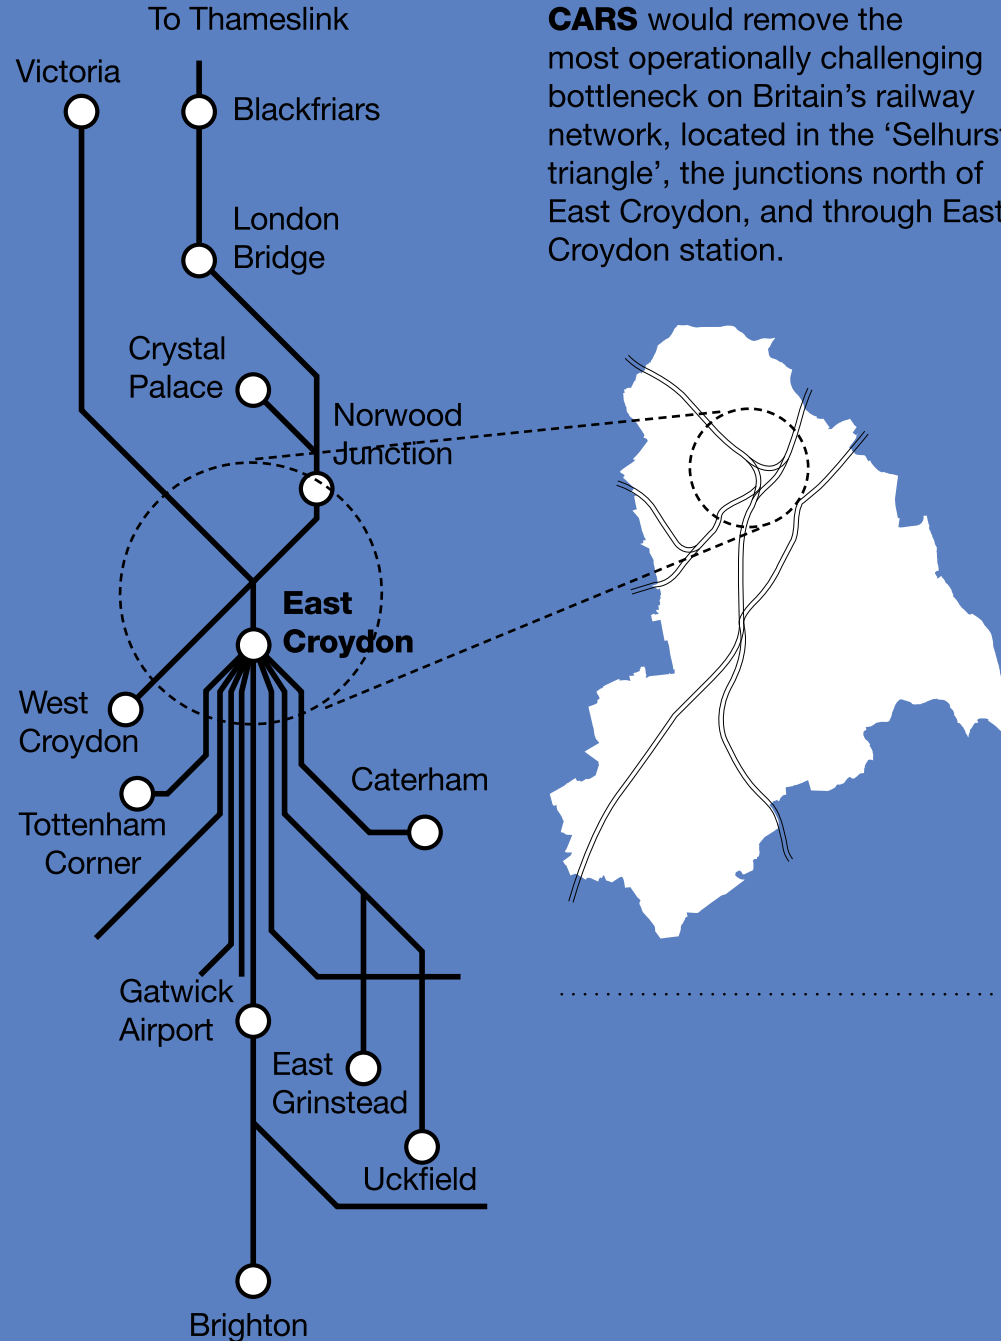 To Thameslink
Victoria
Blackfriars
London
Bridge
Crystal
Palace
Norwood
Junction
East
Croydon
West
Croydon
Tottenham
Corner
Caterham
Gatwick
Airport
East
Grinstead
Uckfield
Brighton
CARS would remove the
most operationally challenging
bottleneck on Britain’s railway
network, located in the ‘Selhurst
triangle’, the junctions north of
East Croydon, and through East
Croydon station.